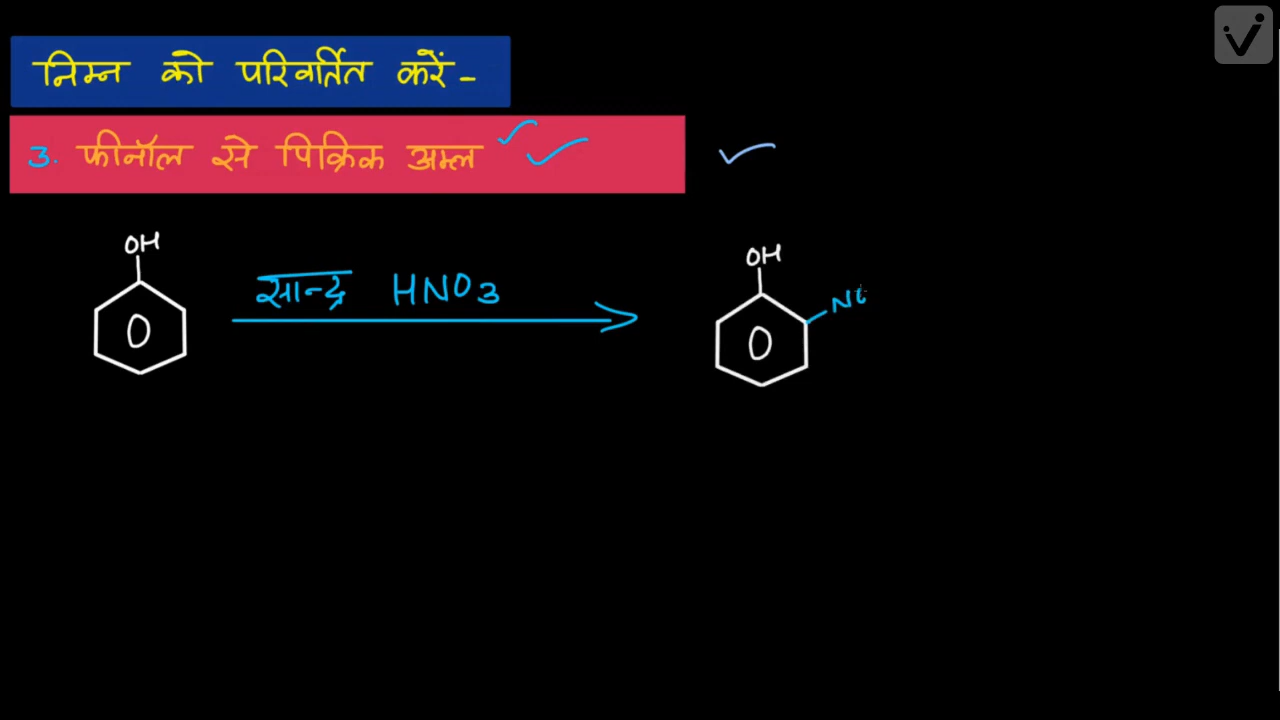 निम्न को परिवर्तित करें-
3. फीनॉल से पिक्रिक अम्ल
OH
सान्द्र HNO3
OH